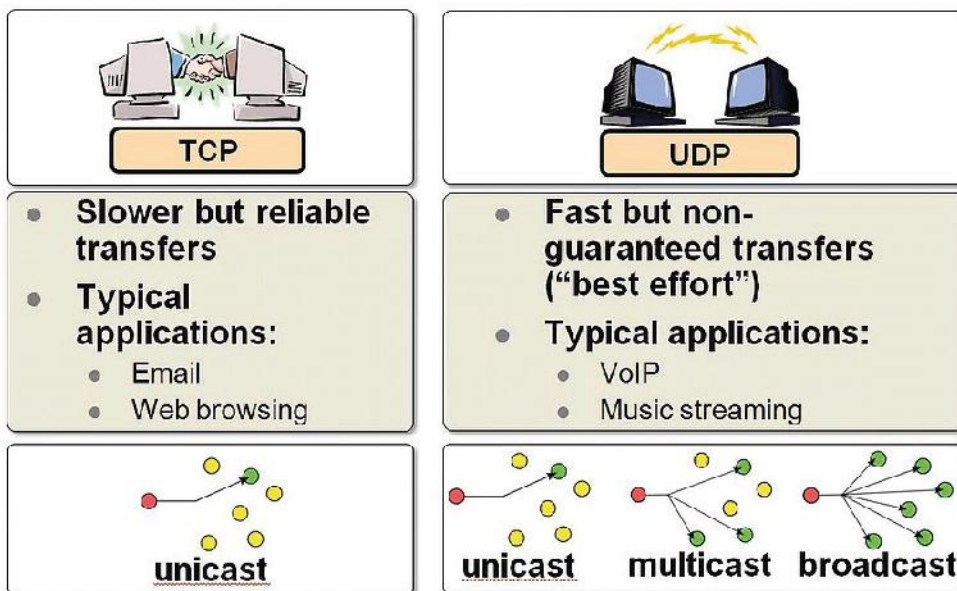 TCP
Slower but reliable
transfers
Typical
applications:
Email
Web browsing
unicast
UDP
Fast but non-
guaranteed transfers
(“best effort”)
Typical applications:
VoIP
Music streaming
unicast
multicast
broadcast